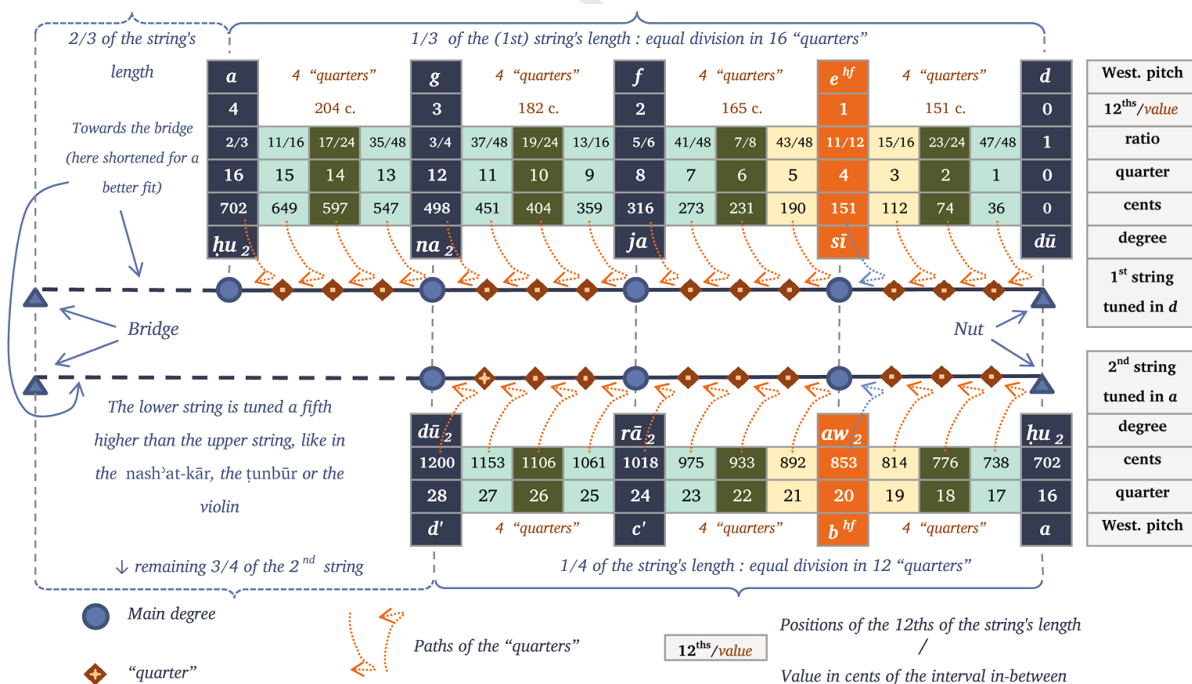 2/3 of the string's
length
1/3 of the (1st) string's length : equal division in 16 “quarters”
a 4 “quarters” g 4 “quarters” f 4 “quarters” e hf 4 “quarters” d West. pitch
4 204 c. 3 182 c. 2 165 c. 1 151 c. 0 12ths/value
2/3 11/16 17/24 35/48 3/4 37/48 19/24 13/16 5/6 41/48 7/8 43/48 11/12 15/16 23/24 47/48 1 ratio
16 15 14 13 12 11 10 9 8 7 6 5 4 3 2 1 0 quarter
702 649 597 547 498 451 404 359 316 273 231 190 151 112 74 36 0 cents
ḥu 2 na 2 ja sī dū degree
Towards the bridge
(here shortened for a
better fit)
1st string
tuned in d
Bridge
Nut
2nd string
tuned in a
The lower string is tuned a fifth
higher than the upper string, like in
the nashʾat-kār, the ṭunbūr or the
violin
dū 2 rā 2 aw 2 ḥu 2 degree
1200 1153 1106 1061 1018 975 933 892 853 814 776 738 702 cents
28 27 26 25 24 23 22 21 20 19 18 17 16 quarter
d' 4 “quarters” c' 4 “quarters” b hf 4 “quarters” a West. pitch
↓ remaining 3/4 of the 2nd string
1/4 of the string's length : equal division in 12 “quarters”
Main degree
“quarter”
Paths of the “quarters”
12ths/value
Positions of the 12ths of the string's length
/
Value in cents of the interval in-between